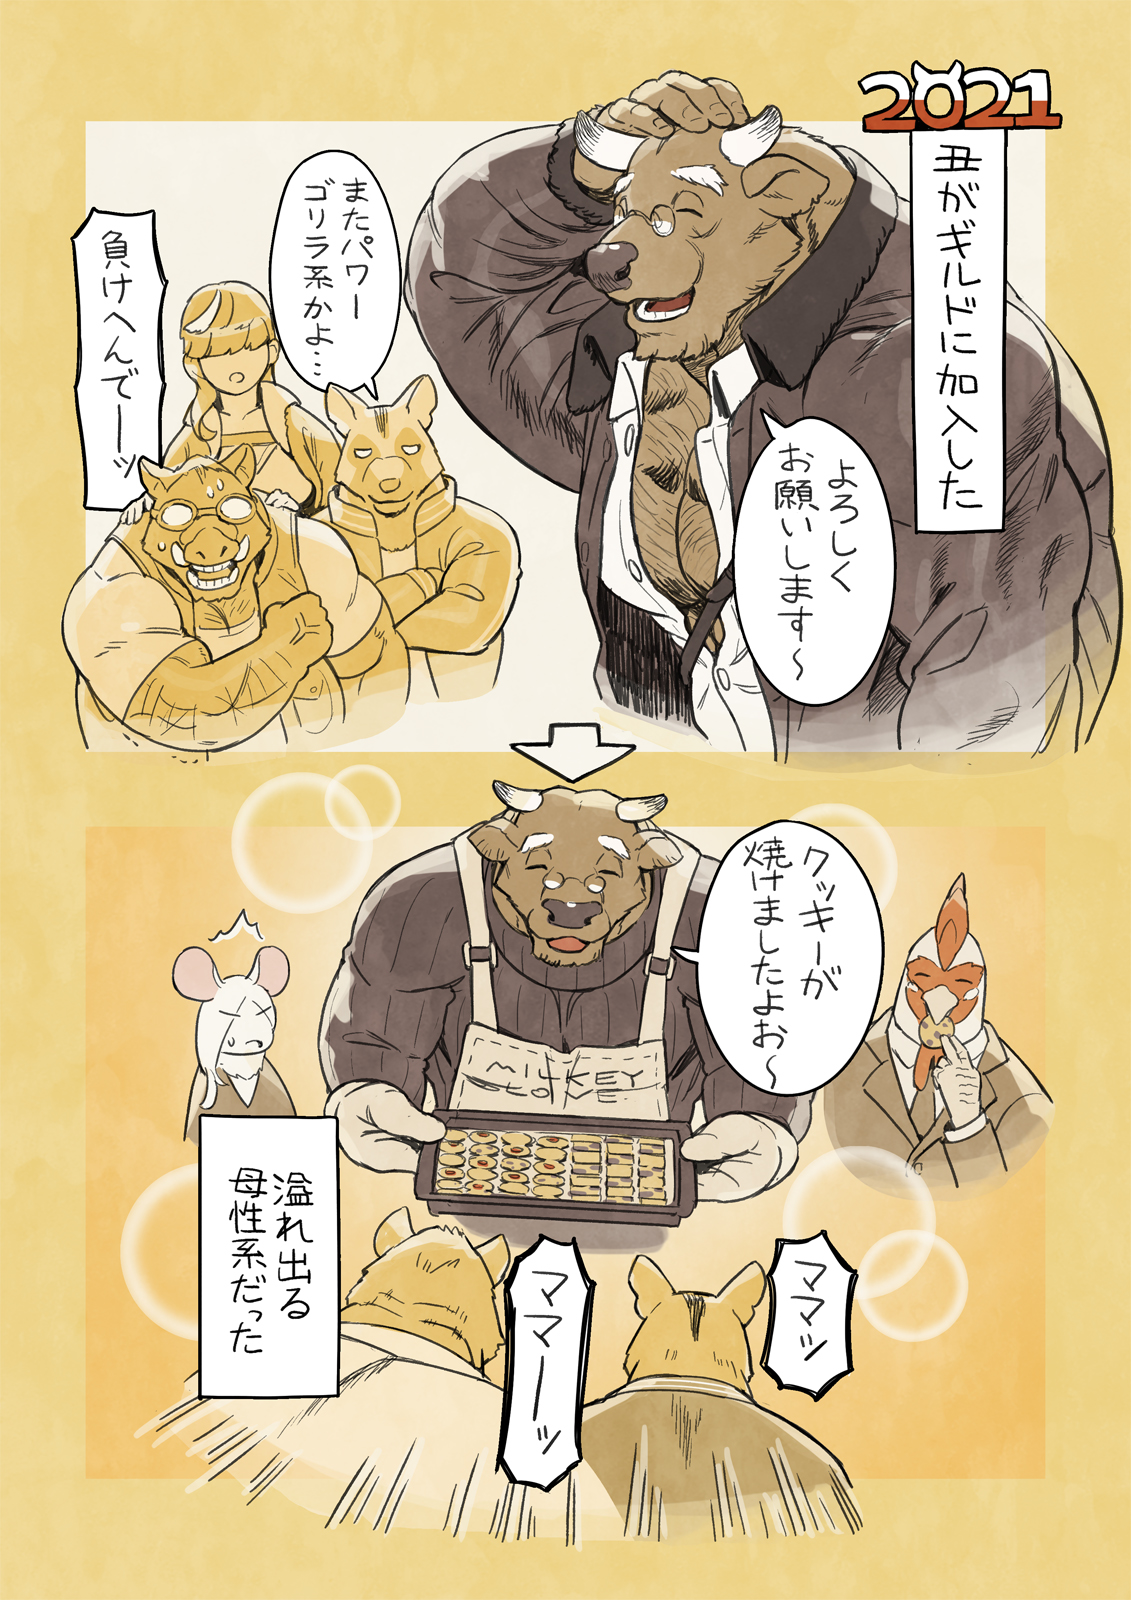 2021
丑がギルドに加入した
よろしく
お願いします〜
またパワー
ゴリラ系かよ…
負けへんでーッ
クッキーが
焼けましたよお〜
MILKEY
LOVE
溢れ出る
母性系だった
ママッ
ママーッ